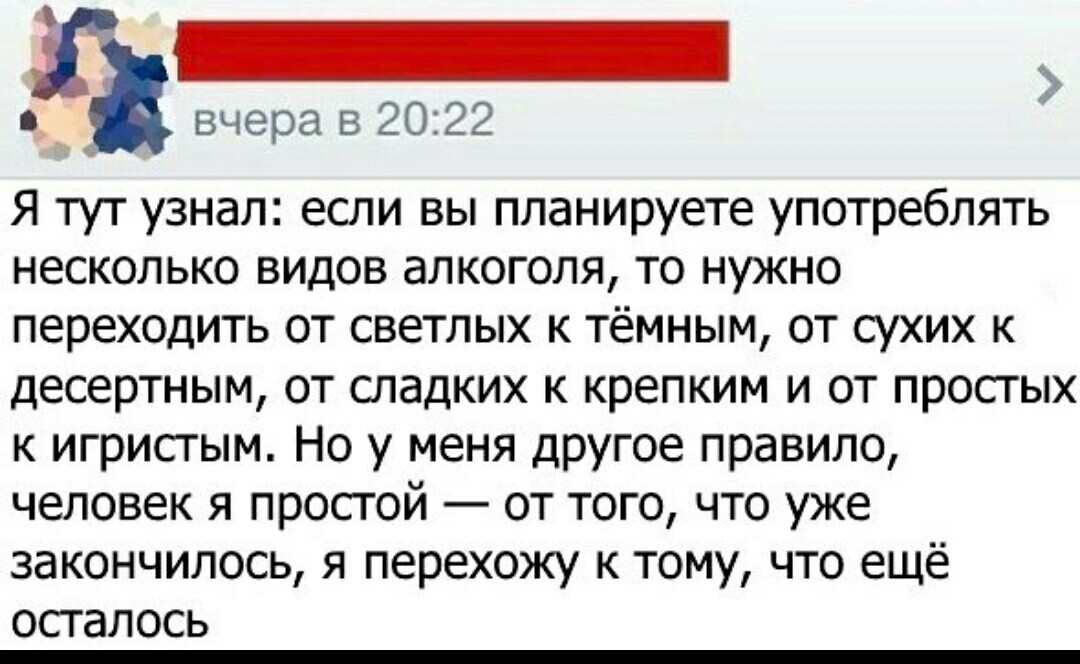 вчера в 20:22
Я тут узнал: если вы планируете употреблять
несколько видов алкоголя, то нужно
переходить от светлых к тёмным, от сухих к
десертным, от сладких к крепким и от простых
к игристым. Но у меня другое правило,
человек я простой — от того, что уже
закончилось, я перехожу к тому, что ещё
осталось